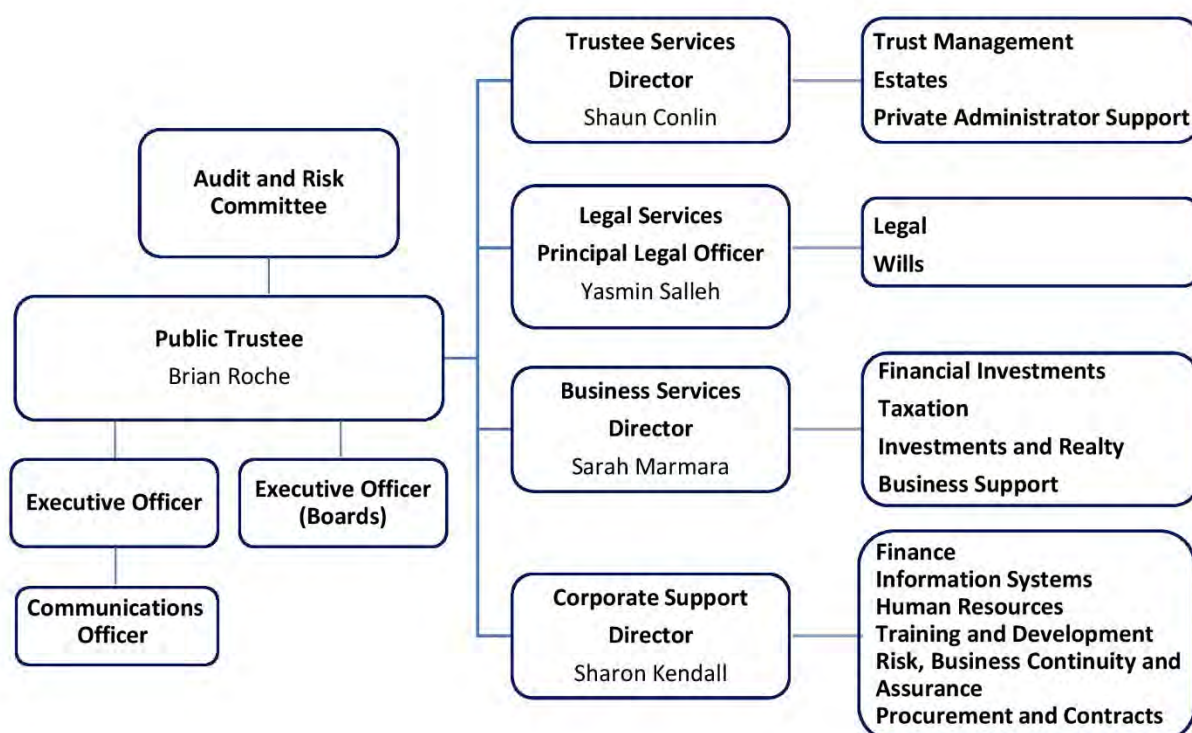 Audit and Risk
Committee
Public Trustee
Brian Roche
Executive Officer
Executive Officer
(Boards)
Communications
Officer
Trustee Services
Director
Shaun Conlin
Trust Management
Estates
Private Administrator Support
Legal Services
Principal Legal Officer
Yasmin Salleh
Legal
Wills
Business Services
Director
Sarah Marmara
Financial Investments
Taxation
Investments and Realty
Business Support
Corporate Support
Director
Sharon Kendall
Finance
Information Systems
Human Resources
Training and Development
Risk, Business Continuity and
Assurance
Procurement and Contracts